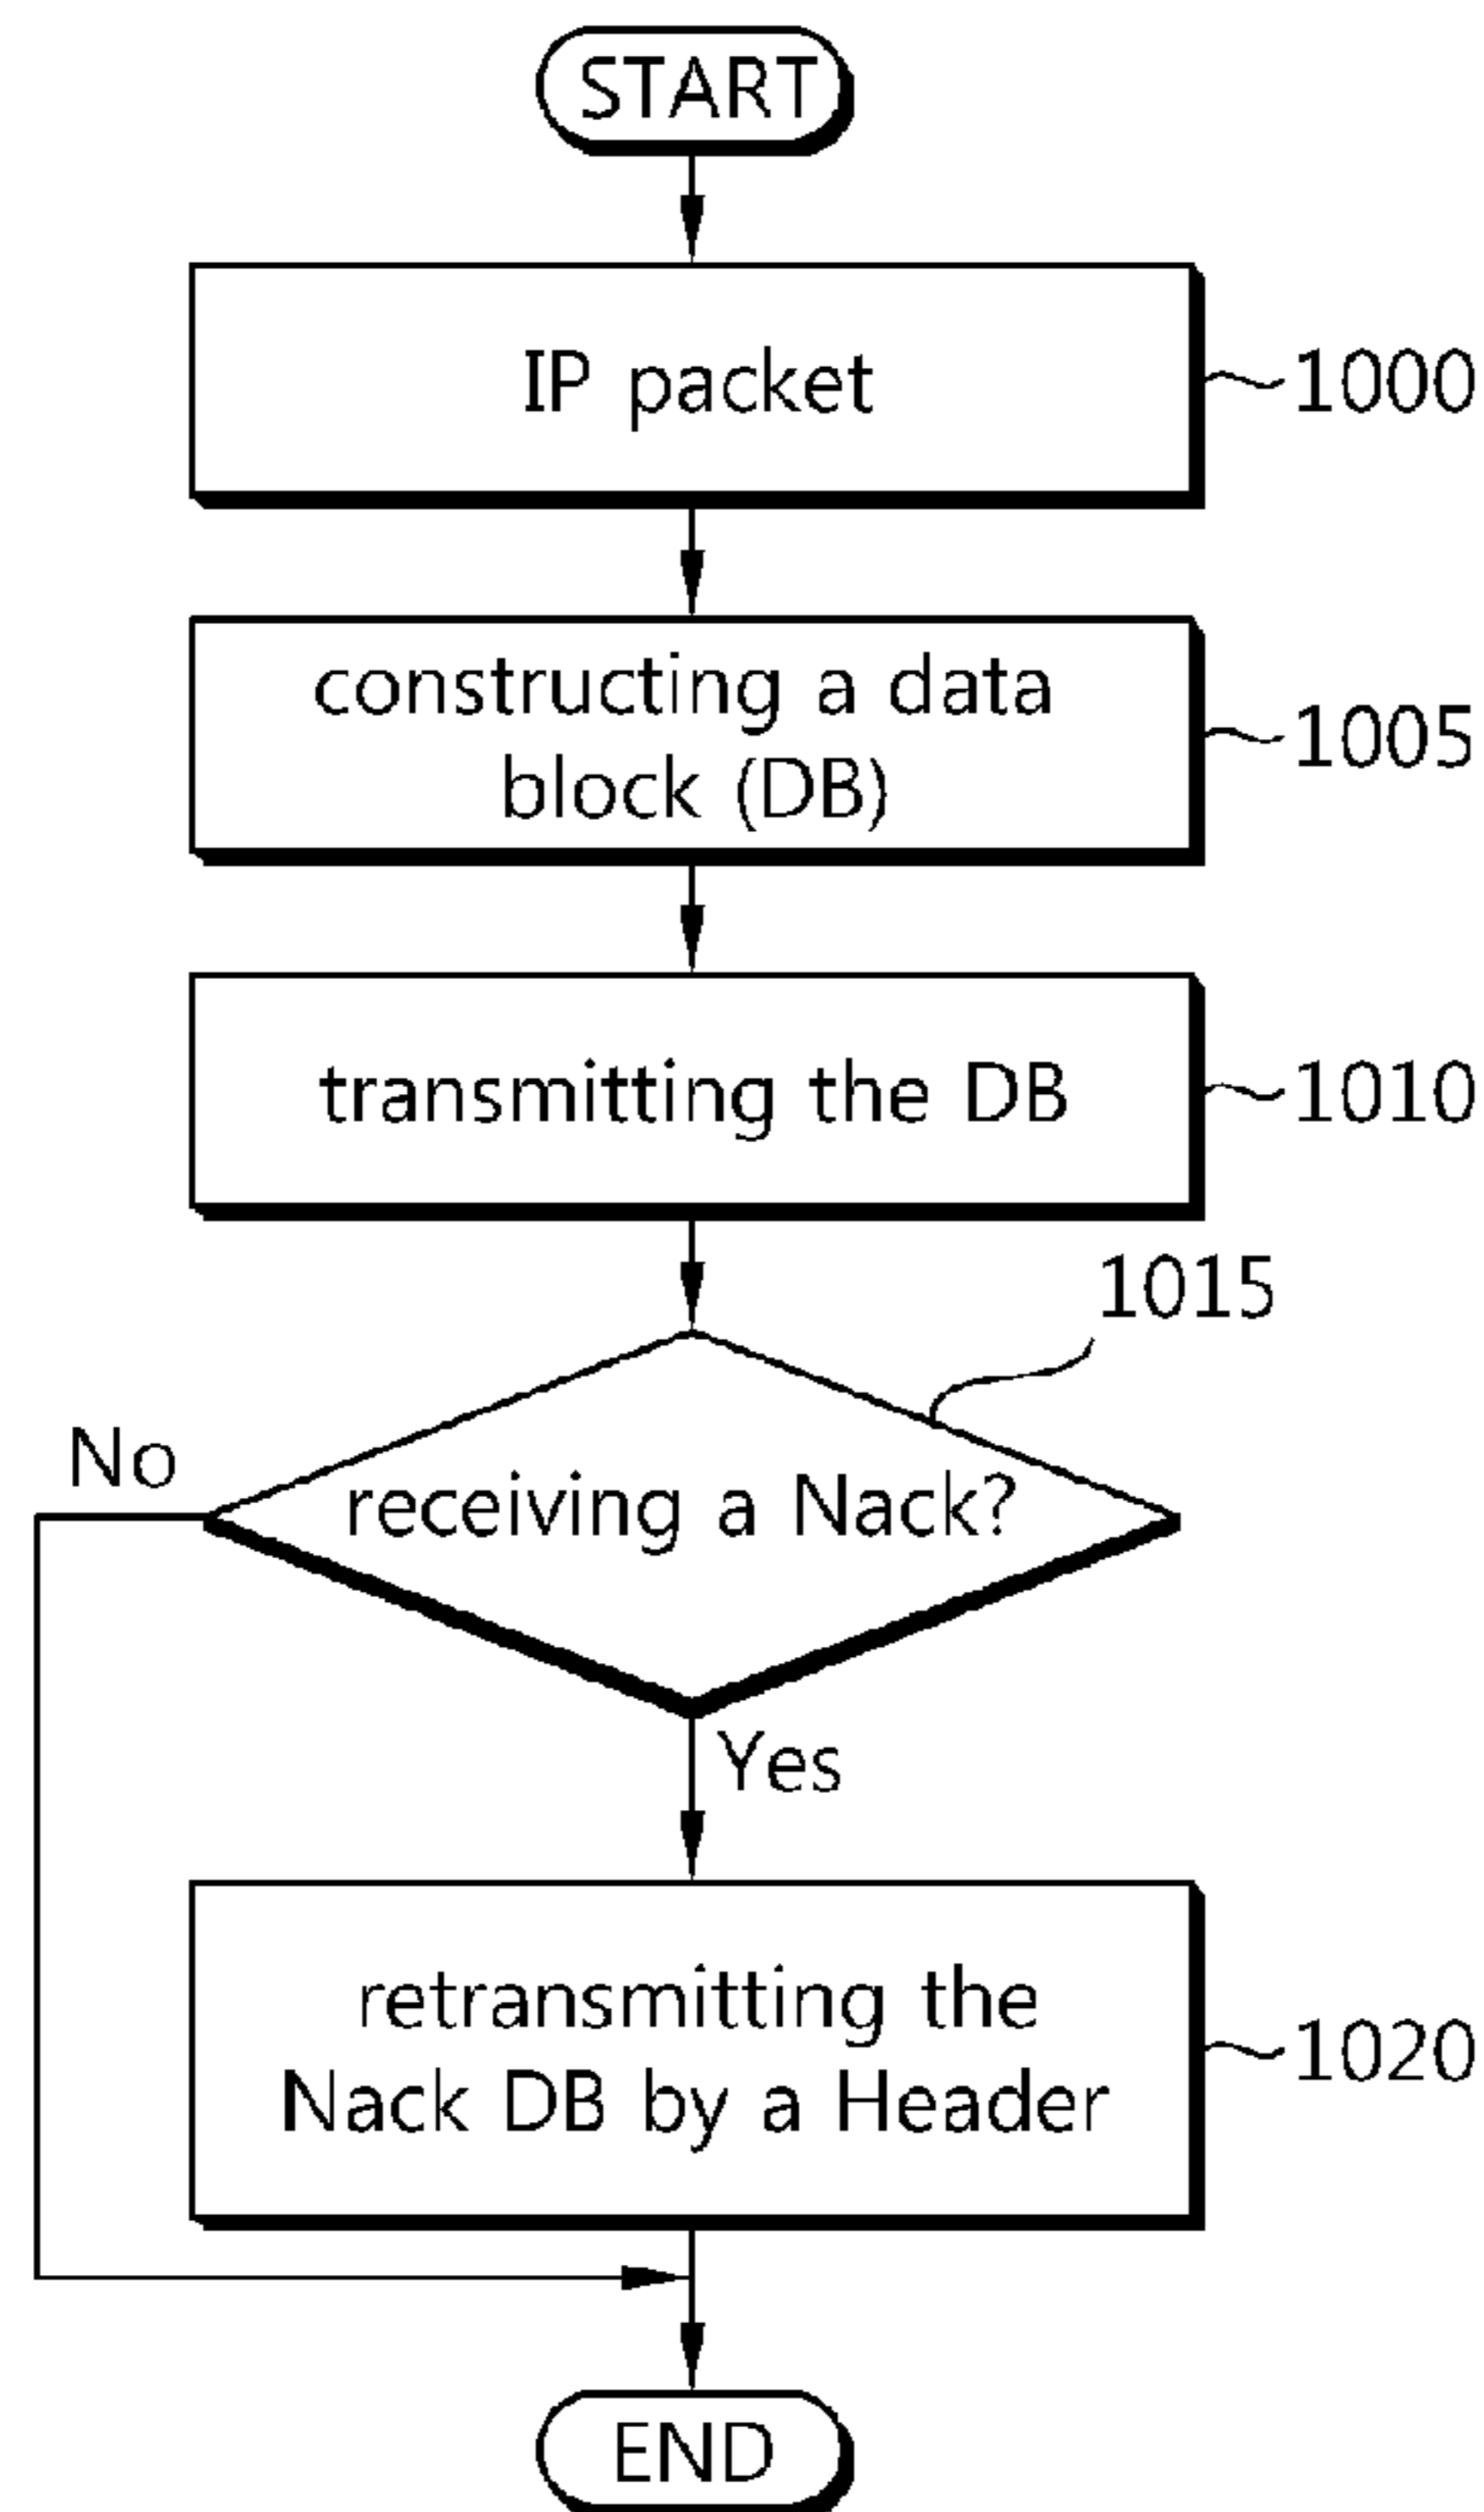 START
IP packet
1000
constructing a data
block (DB)
1005
transmitting the DB
1010
1015
No
receiving a Nack?
Yes
retransmitting the
Nack DB by a Header
1020
END